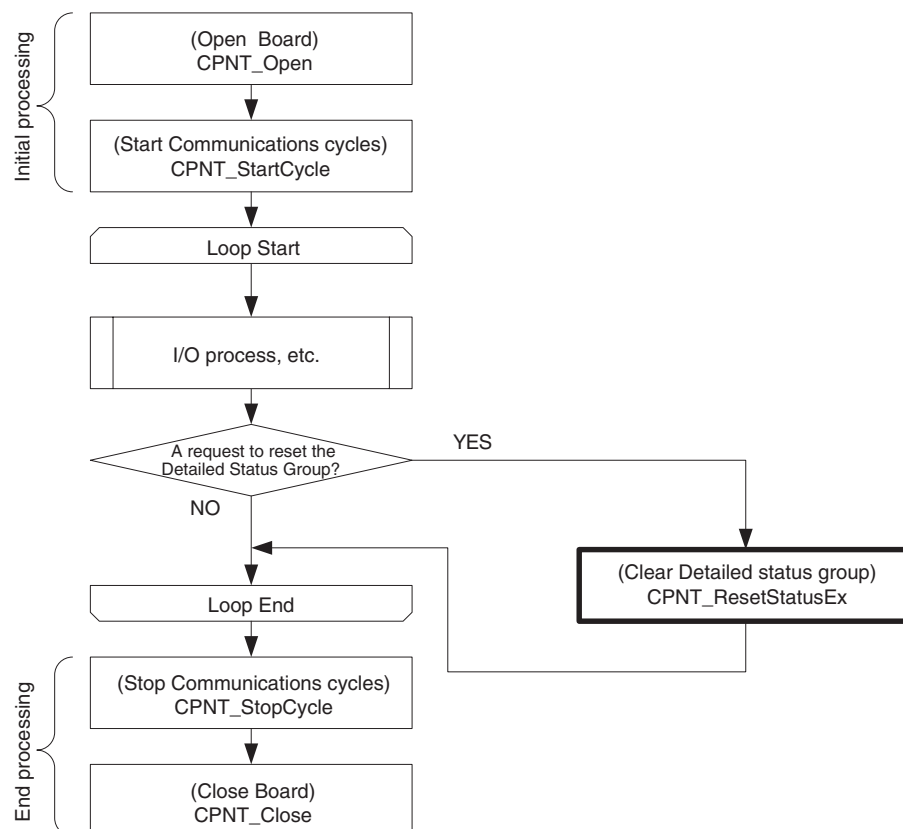 Initial processing
(Open Board)
CPNT_Open
(Start Communications cycles)
CPNT_StartCycle
Loop Start
I/O process, etc.
A request to reset the
Detailed Status Group?
YES
NO
(Clear Detailed status group)
CPNT_ResetStatusEx
Loop End
End processing
(Stop Communications cycles)
CPNT_StopCycle
(Close Board)
CPNT_Close